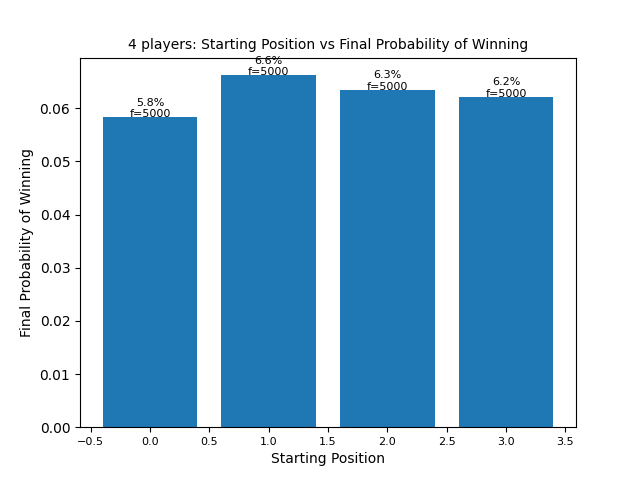 4 players: Starting Position vs Final Probability of Winning
6.6%
f=5000
6.3%
f=5000
6.2%
f=5000
5.8%
f=5000
0.06
0.05
0.04
0.03
0.02
0.01
0.00
Final Probability of Winning
−0.5 0.0 0.5 1.0 1.5 2.0 2.5 3.0 3.5
Starting Position